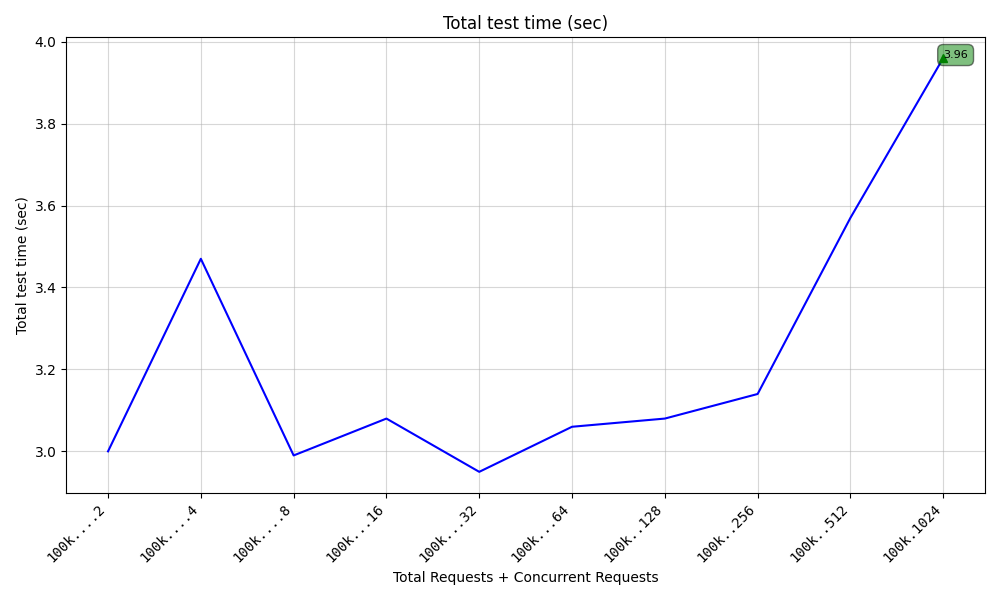 Total test time (sec)
4.0
3.8
3.6
3.4
3.2
3.0
Total test time (sec)
3.96
100k....2
100k....4
100k....8
100k...16
100k...32
100k...64
100k..128
100k..256
100k..512
100k.1024
Total Requests + Concurrent Requests